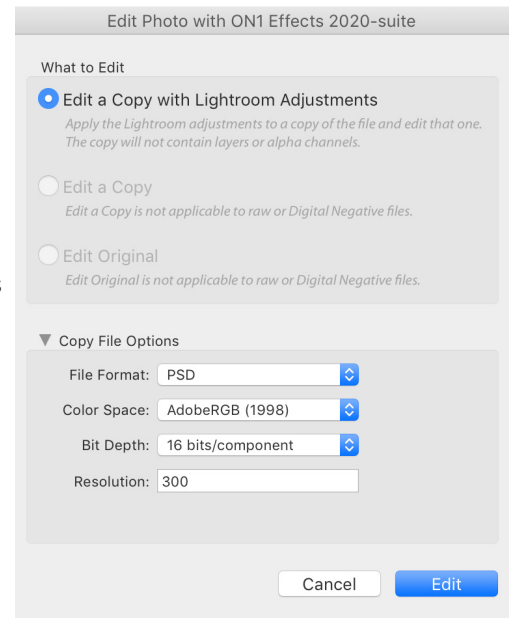 Edit Photo with ON1 Effects 2020-suite
What to Edit
Edit a Copy with Lightroom Adjustments
Apply the Lightroom adjustments to a copy of the file and edit that one.
The copy will not contain layers or alpha channels.
Edit a Copy
Edit a Copy is not applicable to raw or Digital Negative files.
Edit Original
Edit Original is not applicable to raw or Digital Negative files.
Copy File Options
File Format: PSD
Color Space: AdobeRGB (1998)
Bit Depth: 16 bits/component
Resolution: 300
Cancel Edit